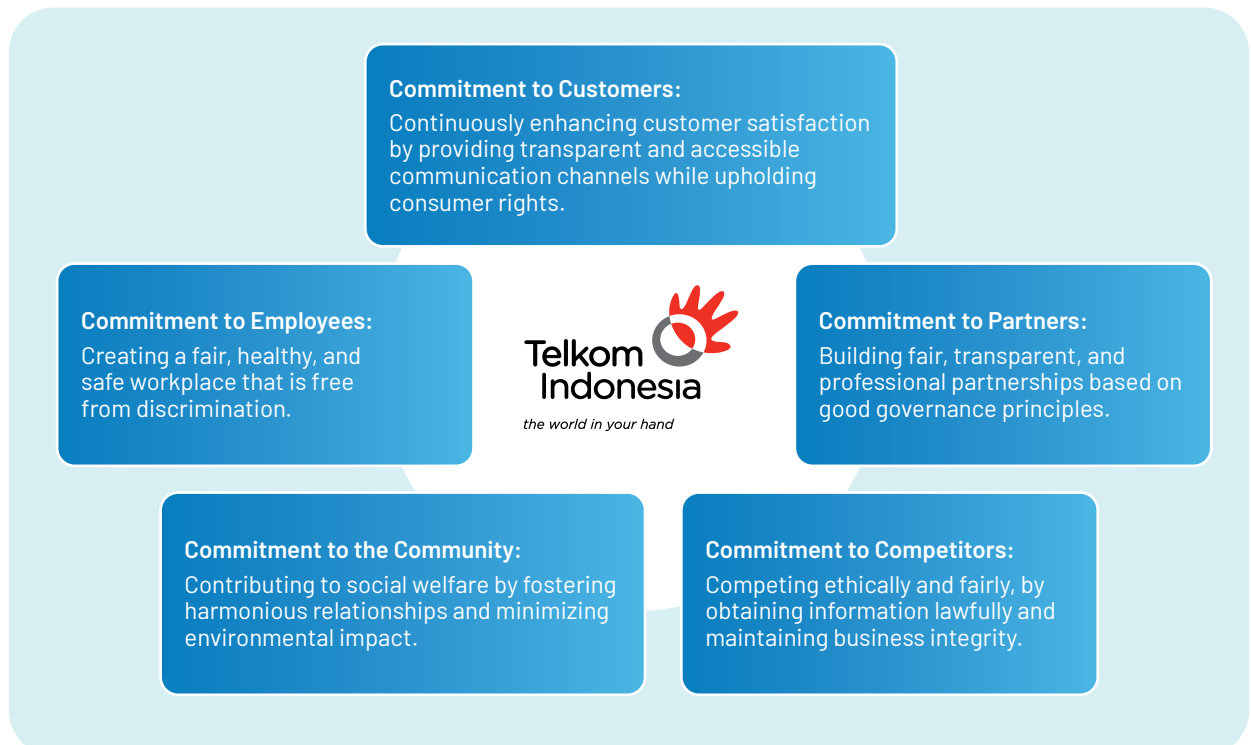 Commitment to Customers:
Continuously enhancing customer satisfaction
by providing transparent and accessible
communication channels while upholding
consumer rights.
Commitment to Employees:
Creating a fair, healthy, and
safe workplace that is free
from discrimination.
Telkom
Indonesia
the world in your hand
Commitment to Partners:
Building fair, transparent, and
professional partnerships based on
good governance principles.
Commitment to the Community:
Contributing to social welfare by fostering
harmonious relationships and minimizing
environmental impact.
Commitment to Competitors:
Competing ethically and fairly, by
obtaining information lawfully and
maintaining business integrity.